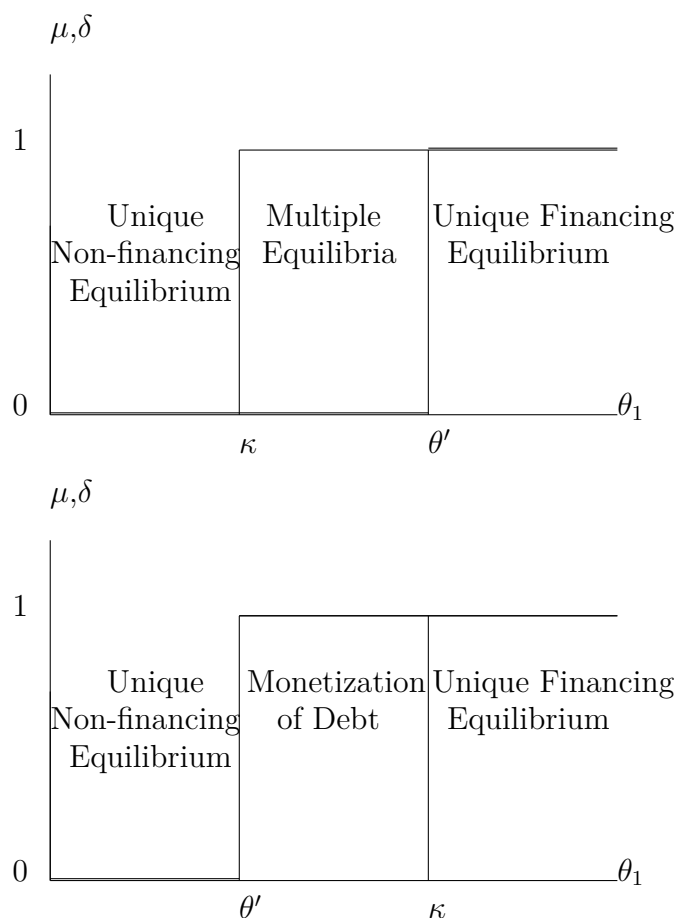 μ,δ
1
Unique Multiple Unique Financing
Non-financing Equilibria Equilibrium
Equilibrium
0 θ₁
κ θ′
μ,δ
1
Unique Monetization Unique Financing
Non-financing of Debt Equilibrium
Equilibrium
0 θ₁
θ′ κ